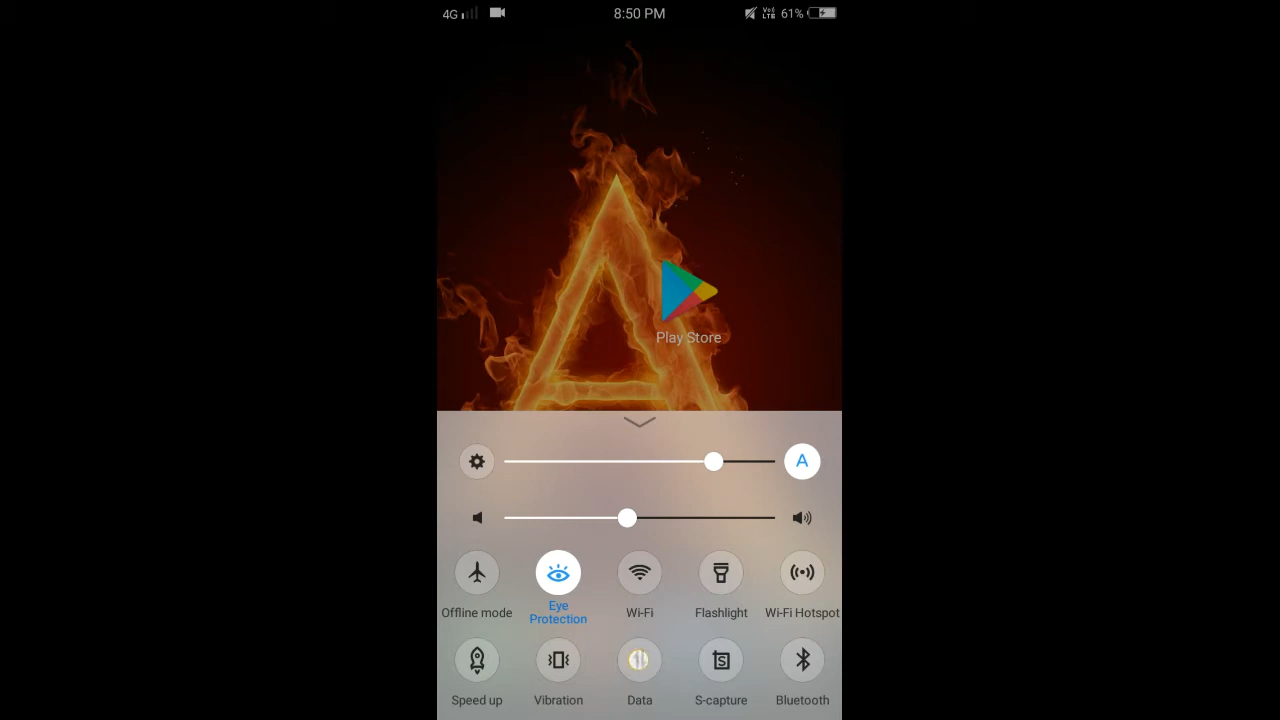 4G 8:50 PM VoLTE 61%
A
Play Store
A
Offline mode Eye Protection Wi-Fi Flashlight Wi-Fi Hotspot
S
Speed up Vibration Data S-capture Bluetooth